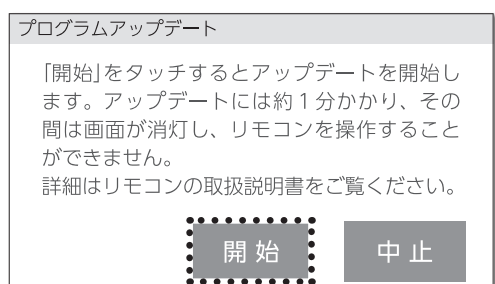 プログラムアップデート
「開始」をタッチするとアップデートを開始し
ます。アップデートには約1分かかり、その
間は画面が消灯し、リモコンを操作すること
ができません。
詳細はリモコンの取扱説明書をご覧ください。
開始
中止